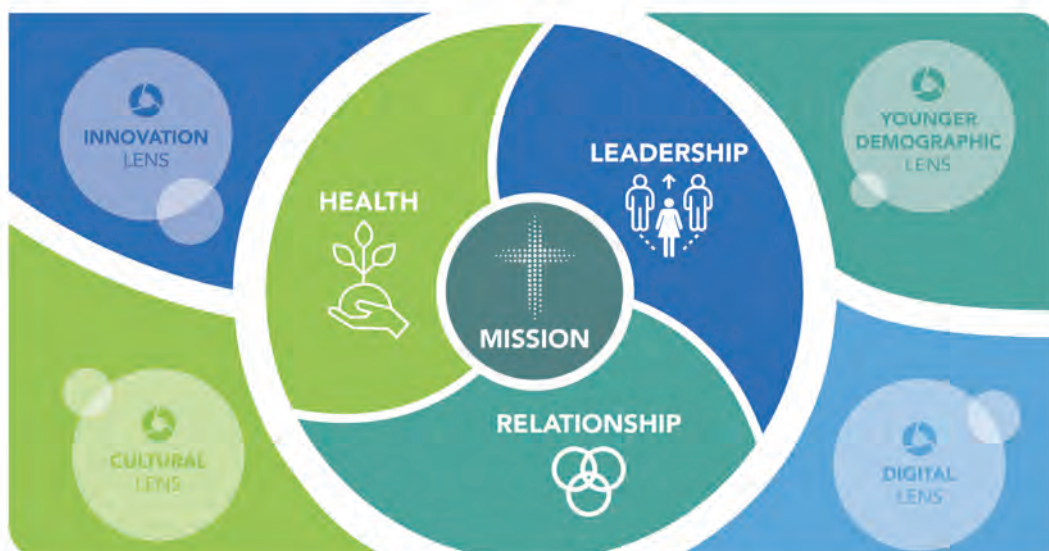 INNOVATION
LENS
YOUNGER
DEMOGRAPHIC
LENS
LEADERSHIP
HEALTH
MISSION
RELATIONSHIP
CULTURAL
LENS
DIGITAL
LENS